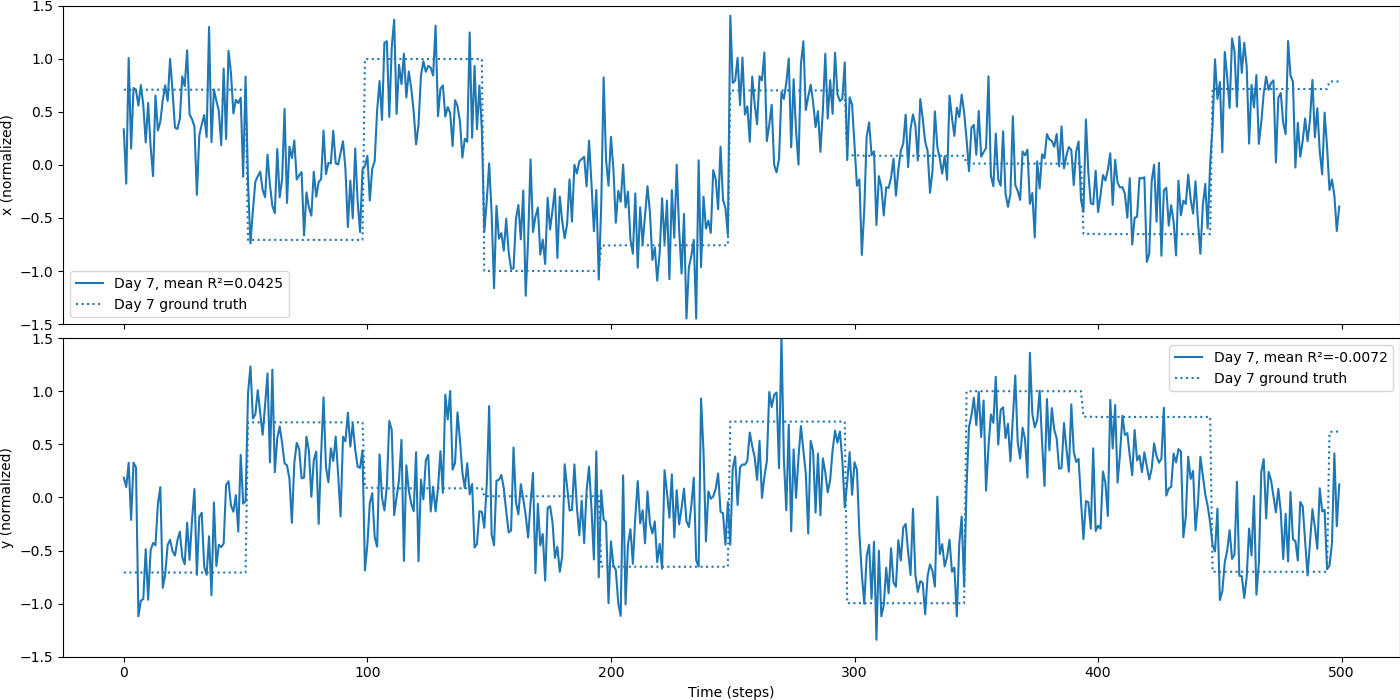 1.5
1.0
0.5
0.0
−0.5
−1.0
−1.5
x (normalized)
Day 7, mean R²=0.0425
Day 7 ground truth
1.5
1.0
0.5
0.0
−0.5
−1.0
−1.5
y (normalized)
Day 7, mean R²=-0.0072
Day 7 ground truth
0
100
200
300
400
500
Time (steps)